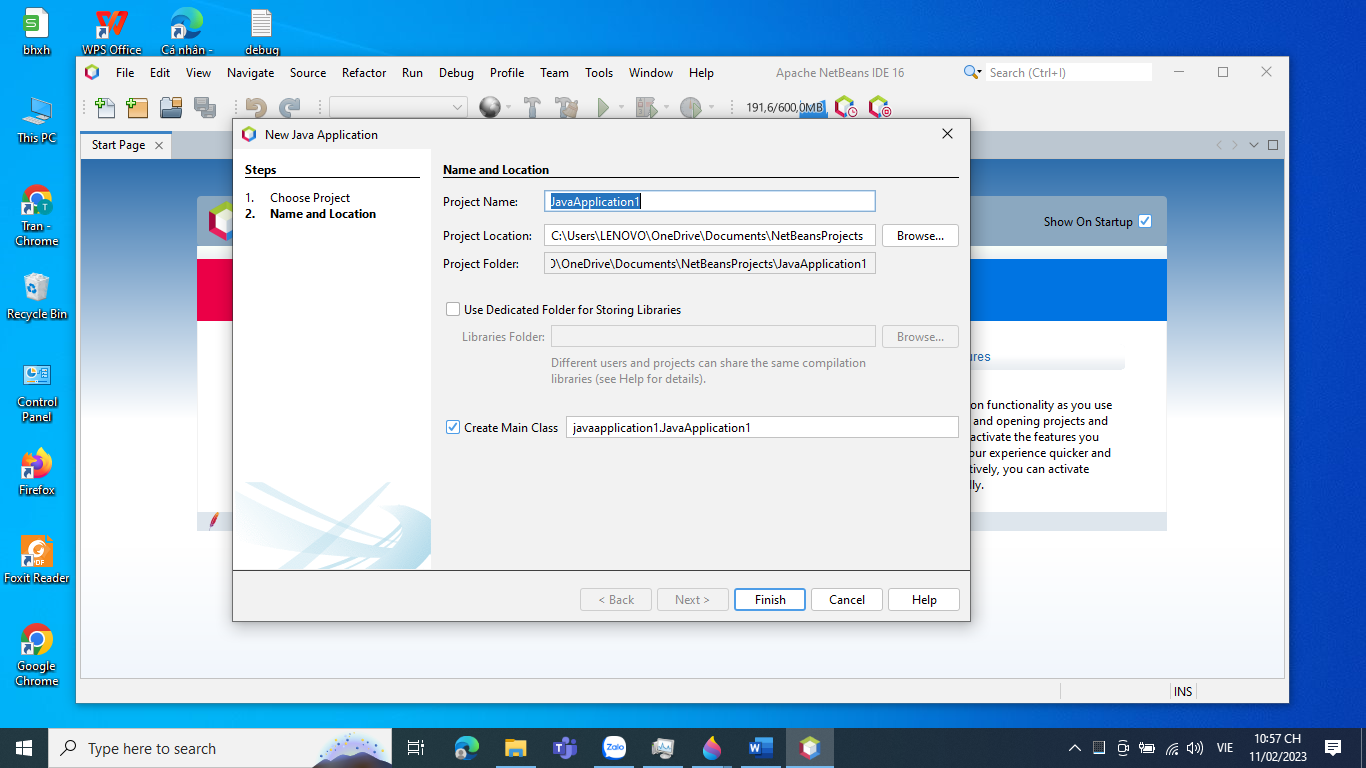 bhxh
WPS Office
Cá nhân -
debug
This PC
Tran -
Chrome
Recycle Bin
Control
Panel
Firefox
Foxit Reader
Google
Chrome
File Edit View Navigate Source Refactor Run Debug Profile Team Tools Window Help
Apache NetBeans IDE 16
Search (Ctrl+I)
191,6/600,0MB
Start Page
Show On Startup
New Java Application
Steps
1. Choose Project
2. Name and Location
Name and Location
Project Name: JavaApplication1
Project Location: C:\Users\LENOVO\OneDrive\Documents\NetBeansProjects Browse...
Project Folder: \OneDrive\Documents\NetBeansProjects\JavaApplication1
Use Dedicated Folder for Storing Libraries
Libraries Folder: Browse...
Different users and projects can share the same compilation
libraries (see Help for details).
Create Main Class javaapplication1.JavaApplication1
< Back Next > Finish Cancel Help
ures
on functionality as you use
and opening projects and
activate the features you
our experience quicker and
tively, you can activate
lly.
INS
Type here to search
Zalo
VIE
10:57 CH
11/02/2023